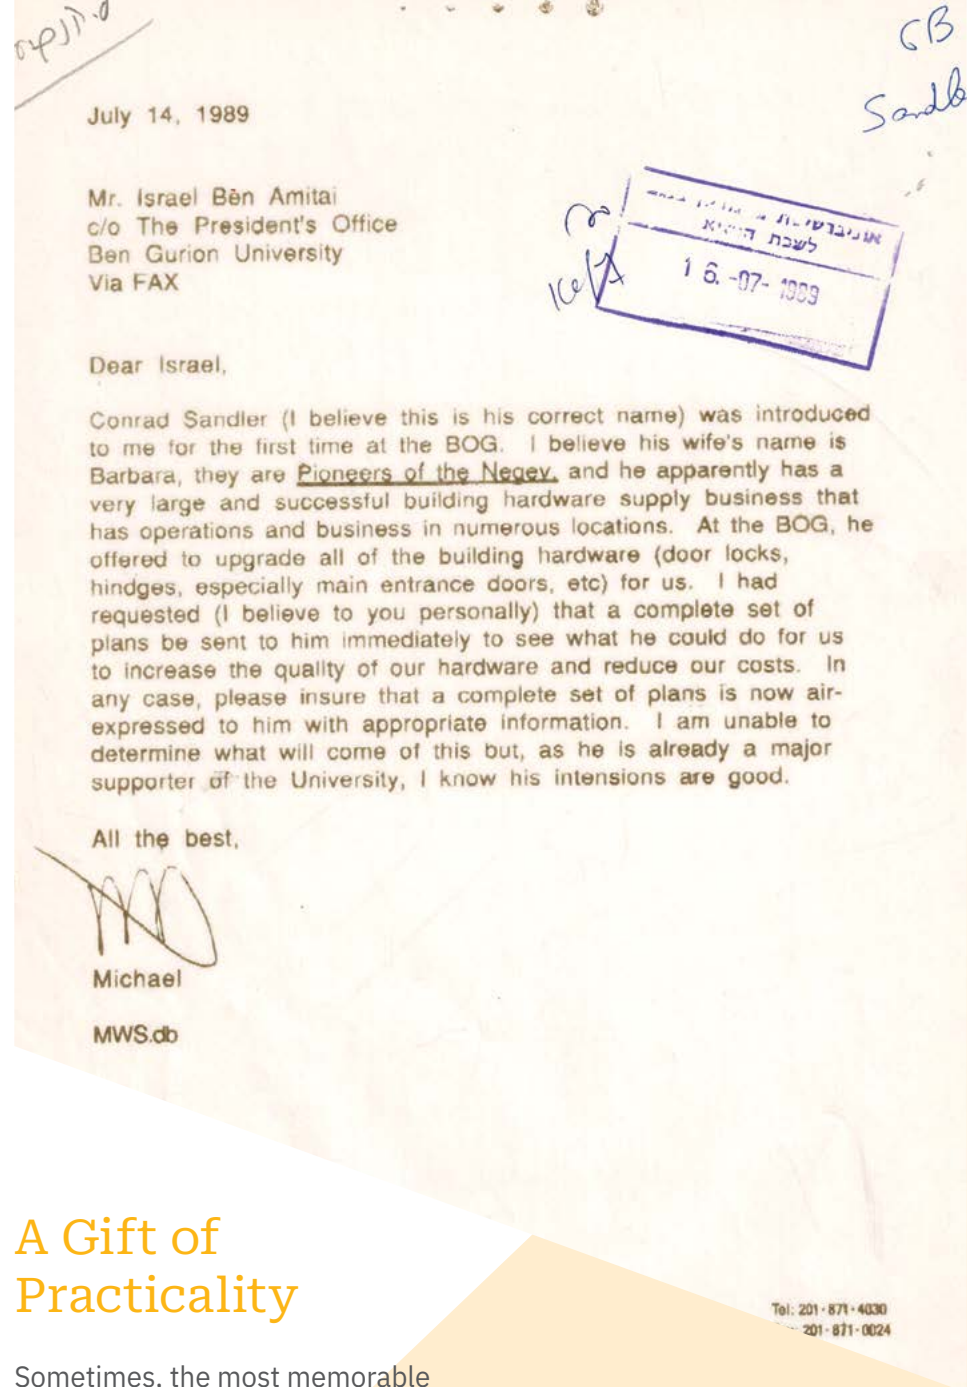 GB
July 14, 1989
Mr. Israel Bèn Amitai
c/o The President's Office
Ben Gurion University
Via FAX
אוניברסיטת בן גוריון בנגב
לשכת הנשיא
16.-07-1989
Dear Israel,
Conrad Sandler (I believe this is his correct name) was introduced
to me for the first time at the BOG. I believe his wife's name is
Barbara, they are Pioneers of the Negev, and he apparently has a
very large and successful building hardware supply business that
has operations and business in numerous locations. At the BOG, he
offered to upgrade all of the building hardware (door locks,
hindges, especially main entrance doors, etc) for us. I had
requested (I believe to you personally) that a complete set of
plans be sent to him immediately to see what he could do for us
to increase the quality of our hardware and reduce our costs. In
any case, please insure that a complete set of plans is now air-
expressed to him with appropriate information. I am unable to
determine what will come of this but, as he is already a major
supporter of the University, I know his intensions are good.
All the best,
Michael
MWS.db
A Gift of
Practicality
Tel: 201-871-4030
201-871-0024
Sometimes, the most memorable